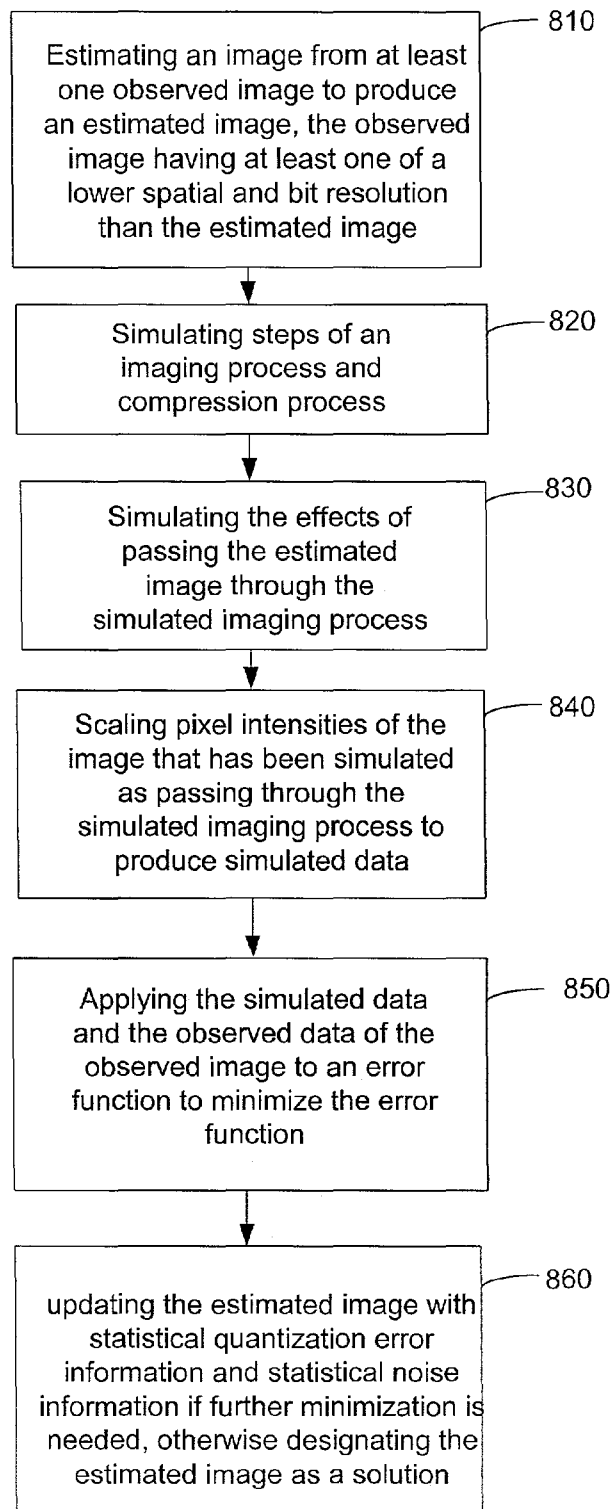 810
Estimating an image from at least
one observed image to produce
an estimated image, the observed
image having at least one of a
lower spatial and bit resolution
than the estimated image
820
Simulating steps of an
imaging process and
compression process
830
Simulating the effects of
passing the estimated
image through the
simulated imaging process
840
Scaling pixel intensities of the
image that has been simulated
as passing through the
simulated imaging process to
produce simulated data
850
Applying the simulated data
and the observed data of the
observed image to an error
function to minimize the error
function
860
updating the estimated image with
statistical quantization error
information and statistical noise
information if further minimization is
needed, otherwise designating the
estimated image as a solution